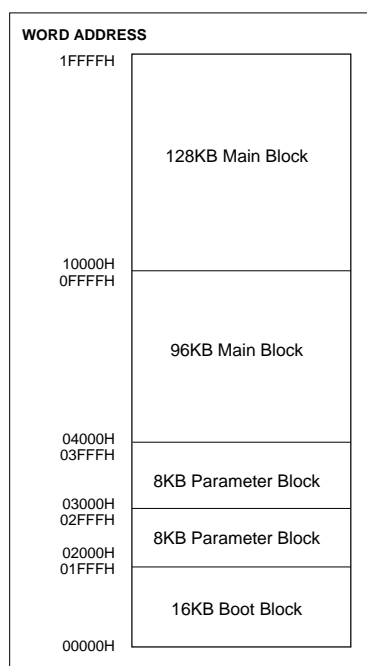 WORD ADDRESS
1FFFFH
128KB Main Block
10000H
0FFFFH
96KB Main Block
04000H
03FFFH
8KB Parameter Block
03000H
02FFFH
8KB Parameter Block
02000H
01FFFH
16KB Boot Block
00000H